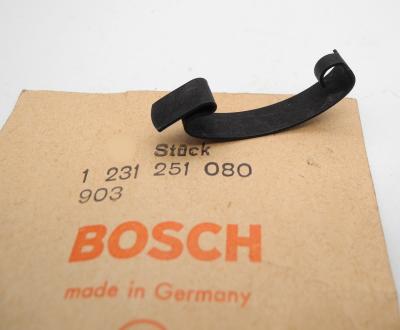 Stück
1 231 251 080
903
BOSCH
made in Germany